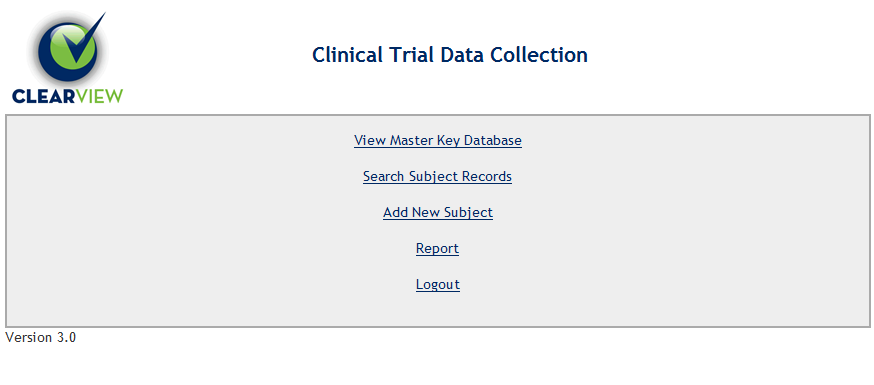 CLEARVIEW
Clinical Trial Data Collection
View Master Key Database
Search Subject Records
Add New Subject
Report
Logout
Version 3.0